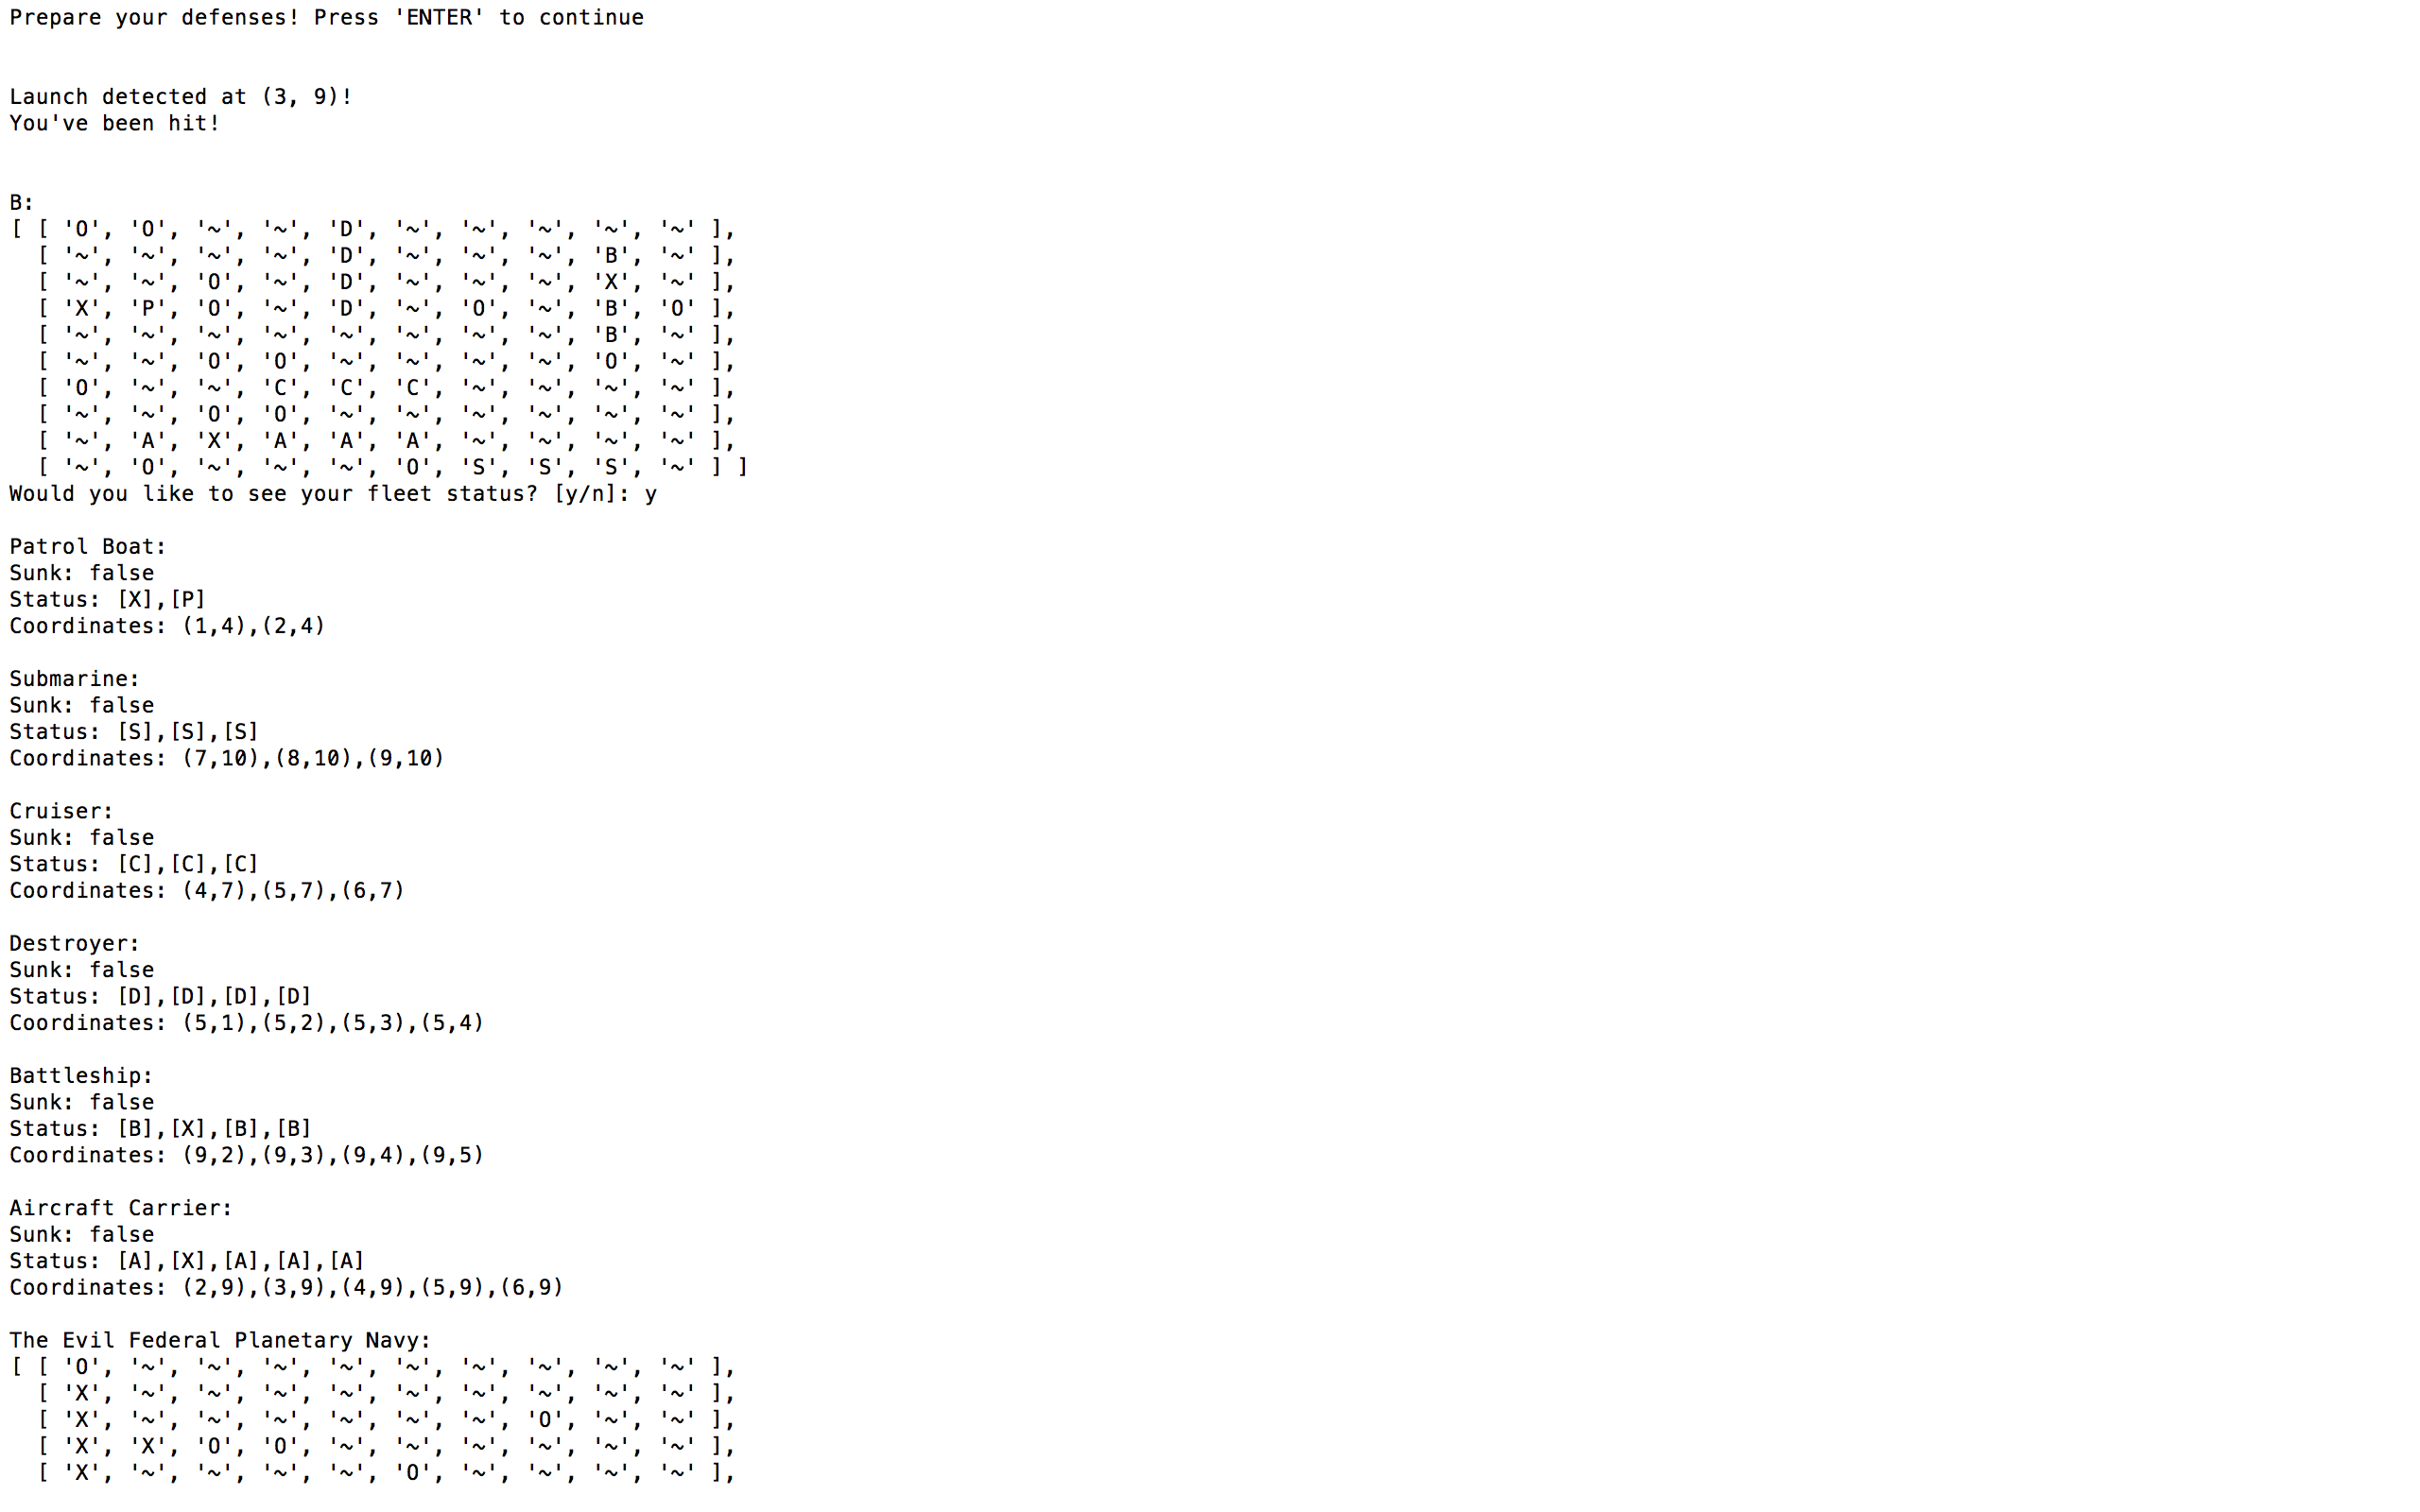 Prepare your defenses! Press 'ENTER' to continue
Launch detected at (3, 9)!
You've been hit!
B:
[ [ 'O', 'O', '~', '~', 'D', '~', '~', '~', '~', '~' ],
[ '~', '~', '~', '~', 'D', '~', '~', '~', 'B', '~' ],
[ '~', '~', 'O', '~', 'D', '~', '~', '~', 'X', '~' ],
[ 'X', 'P', 'O', '~', 'D', '~', 'O', '~', 'B', 'O' ],
[ '~', '~', '~', '~', '~', '~', '~', '~', 'B', '~' ],
[ '~', '~', 'O', 'O', '~', '~', '~', '~', 'O', '~' ],
[ 'O', '~', '~', 'C', 'C', 'C', '~', '~', '~', '~' ],
[ '~', '~', 'O', 'O', '~', '~', '~', '~', '~', '~' ],
[ '~', 'A', 'X', 'A', 'A', 'A', '~', '~', '~', '~' ],
[ '~', 'O', '~', '~', '~', 'O', 'S', 'S', 'S', '~' ] ]
Would you like to see your fleet status? [y/n]: y
Patrol Boat:
Sunk: false
Status: [X],[P]
Coordinates: (1,4),(2,4)
Submarine:
Sunk: false
Status: [S],[S],[S]
Coordinates: (7,10),(8,10),(9,10)
Cruiser:
Sunk: false
Status: [C],[C],[C]
Coordinates: (4,7),(5,7),(6,7)
Destroyer:
Sunk: false
Status: [D],[D],[D],[D]
Coordinates: (5,1),(5,2),(5,3),(5,4)
Battleship:
Sunk: false
Status: [B],[X],[B],[B]
Coordinates: (9,2),(9,3),(9,4),(9,5)
Aircraft Carrier:
Sunk: false
Status: [A],[X],[A],[A],[A]
Coordinates: (2,9),(3,9),(4,9),(5,9),(6,9)
The Evil Federal Planetary Navy:
[ [ 'O', '~', '~', '~', '~', '~', '~', '~', '~', '~' ],
[ 'X', '~', '~', '~', '~', '~', '~', '~', '~', '~' ],
[ 'X', '~', '~', '~', '~', '~', '~', 'O', '~', '~' ],
[ 'X', 'X', 'O', 'O', '~', '~', '~', '~', '~', '~' ],
[ 'X', '~', '~', '~', '~', 'O', '~', '~', '~', '~' ],